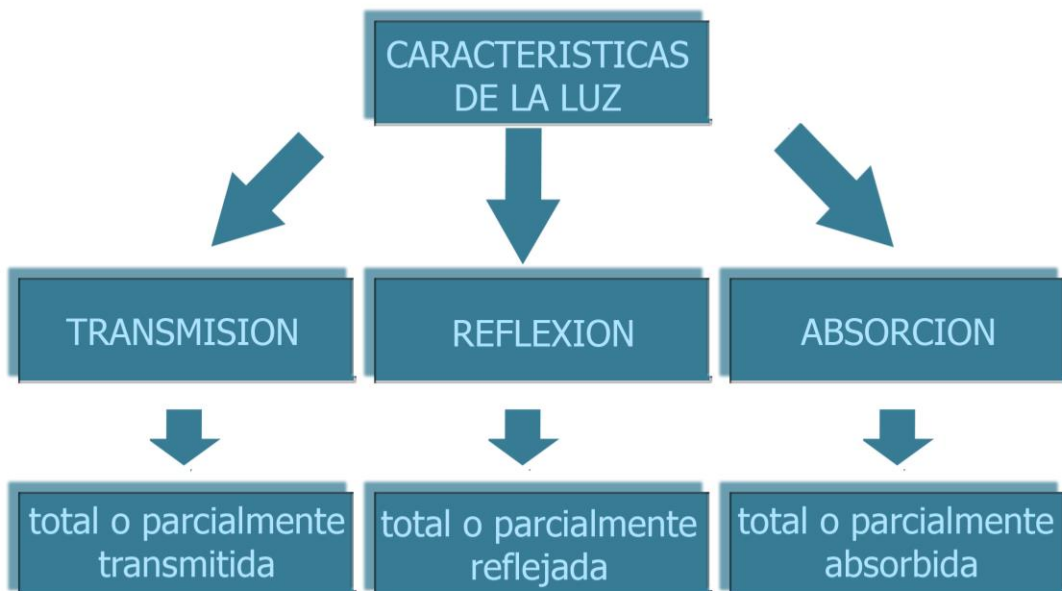 CARACTERISTICAS
DE LA LUZ
TRANSMISION
REFLEXION
ABSORCION
total o parcialmente
transmitida
total o parcialmente
reflejada
total o parcialmente
absorbida